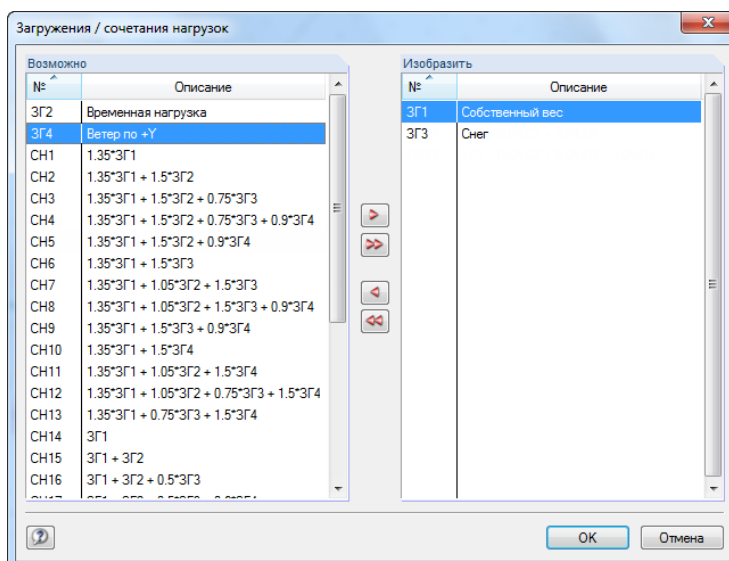 Загружения / сочетания нагрузок
Возможно
№ Описание
ЗГ2 Временная нагрузка
ЗГ4 Ветер по +Y
СН1 1.35*ЗГ1
СН2 1.35*ЗГ1 + 1.5*ЗГ2
СН3 1.35*ЗГ1 + 1.5*ЗГ2 + 0.75*ЗГ3
СН4 1.35*ЗГ1 + 1.5*ЗГ2 + 0.75*ЗГ3 + 0.9*ЗГ4
СН5 1.35*ЗГ1 + 1.5*ЗГ2 + 0.9*ЗГ4
СН6 1.35*ЗГ1 + 1.5*ЗГ3
СН7 1.35*ЗГ1 + 1.05*ЗГ2 + 1.5*ЗГ3
СН8 1.35*ЗГ1 + 1.05*ЗГ2 + 1.5*ЗГ3 + 0.9*ЗГ4
СН9 1.35*ЗГ1 + 1.5*ЗГ3 + 0.9*ЗГ4
СН10 1.35*ЗГ1 + 1.5*ЗГ4
СН11 1.35*ЗГ1 + 1.05*ЗГ2 + 1.5*ЗГ4
СН12 1.35*ЗГ1 + 1.05*ЗГ2 + 0.75*ЗГ3 + 1.5*ЗГ4
СН13 1.35*ЗГ1 + 0.75*ЗГ3 + 1.5*ЗГ4
СН14 ЗГ1
СН15 ЗГ1 + ЗГ2
СН16 ЗГ1 + ЗГ2 + 0.5*ЗГ3
Изобразить
№ Описание
ЗГ1 Собственный вес
ЗГ3 Снег
OK Отмена